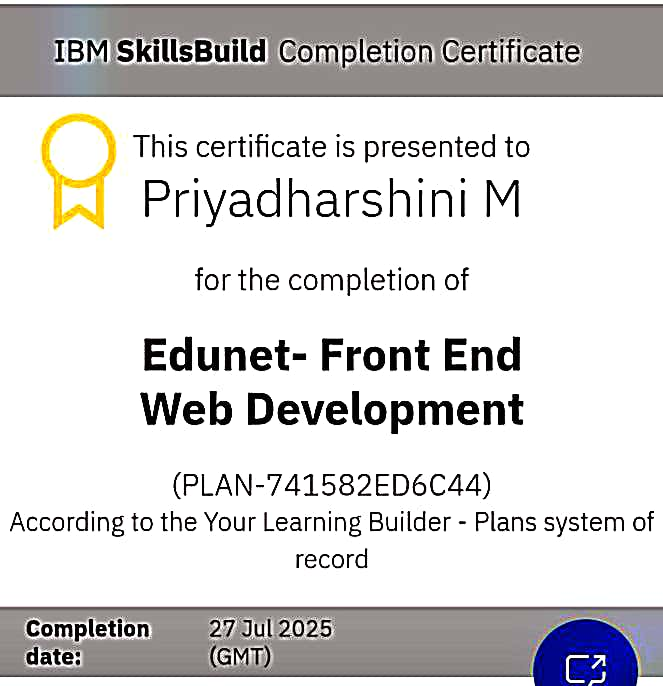 IBM SkillsBuild Completion Certificate
This certificate is presented to
Priyadharshini M
for the completion of
Edunet- Front End
Web Development
(PLAN-741582ED6C44)
According to the Your Learning Builder - Plans system of
record
Completion date:
27 Jul 2025 (GMT)